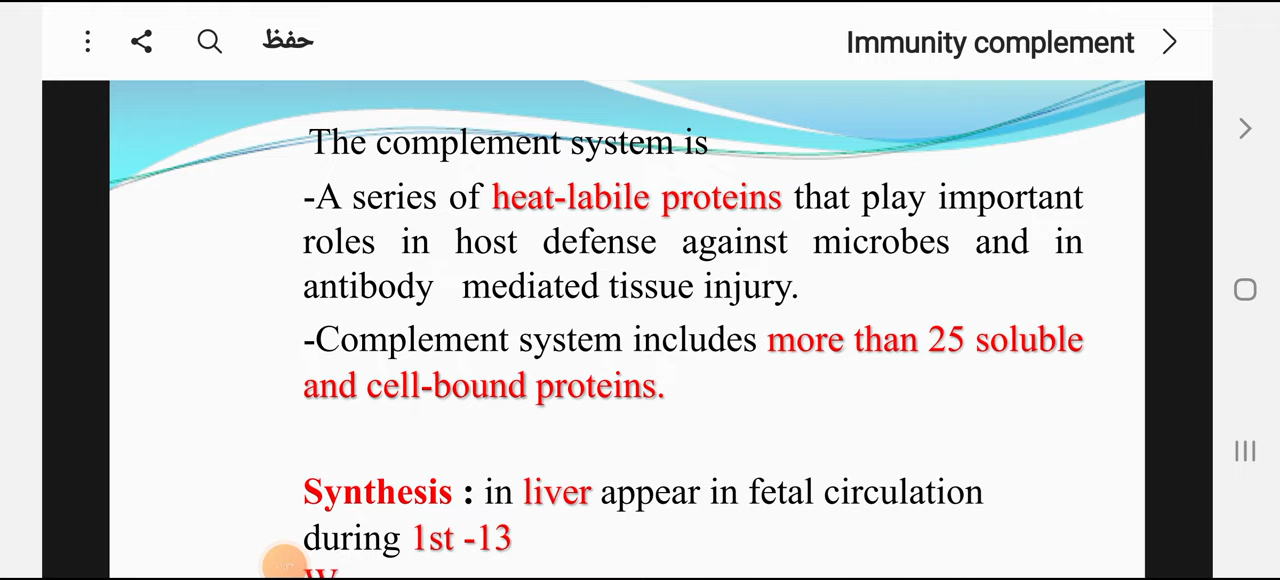 حفظ
Immunity complement
The complement system is
-A series of heat-labile proteins that play important
roles in host defense against microbes and in
antibody mediated tissue injury.
-Complement system includes more than 25 soluble
and cell-bound proteins.
Synthesis : in liver appear in fetal circulation
during 1st -13
W